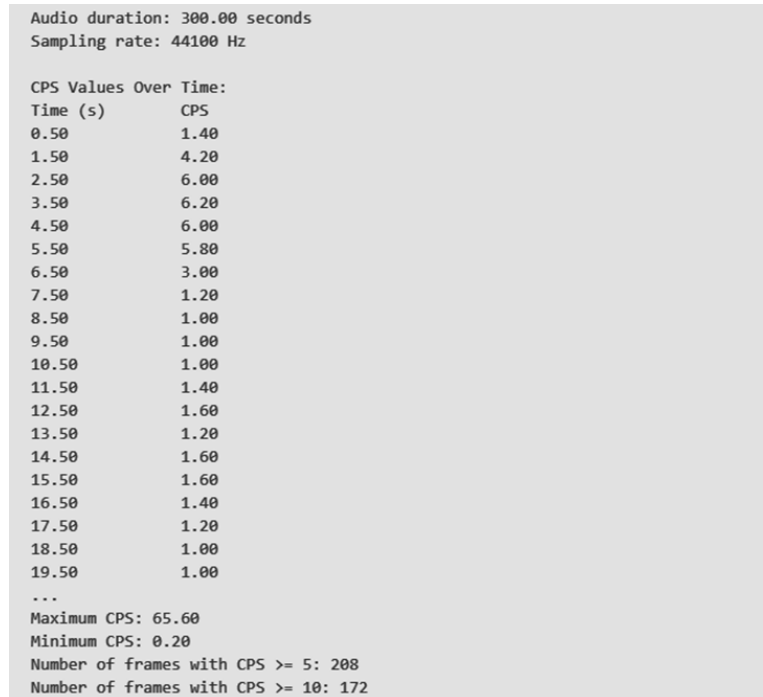 Audio duration: 300.00 seconds
Sampling rate: 44100 Hz
CPS Values Over Time:
Time (s) CPS
0.50 1.40
1.50 4.20
2.50 6.00
3.50 6.20
4.50 6.00
5.50 5.80
6.50 3.00
7.50 1.20
8.50 1.00
9.50 1.00
10.50 1.00
11.50 1.40
12.50 1.60
13.50 1.20
14.50 1.60
15.50 1.60
16.50 1.40
17.50 1.20
18.50 1.00
19.50 1.00
...
Maximum CPS: 65.60
Minimum CPS: 0.20
Number of frames with CPS >= 5: 208
Number of frames with CPS >= 10: 172